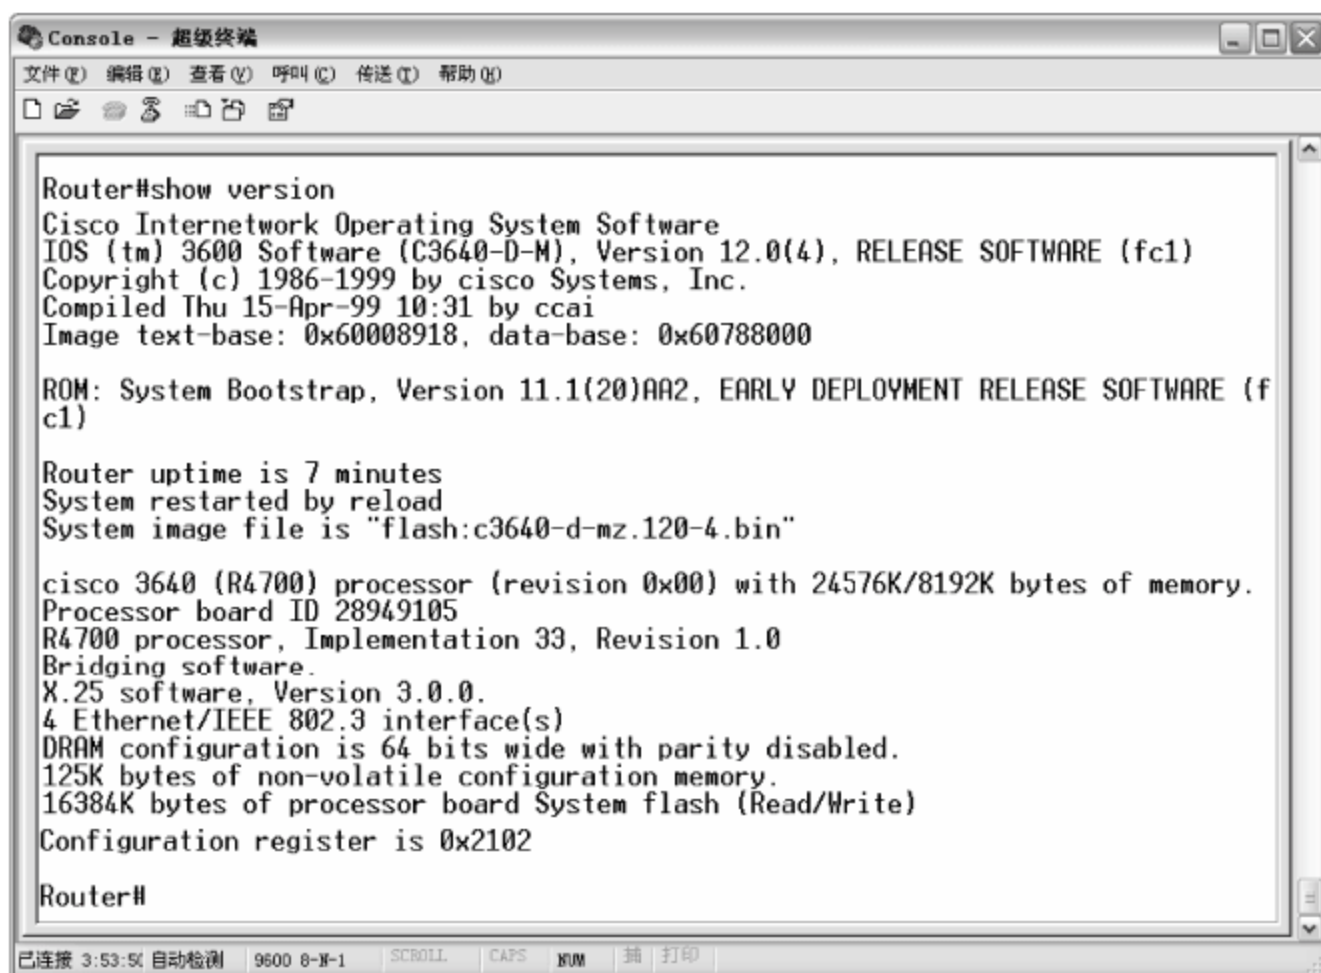 Console - 超级终端
文件(F) 编辑(E) 查看(V) 呼叫(C) 传送(T) 帮助(H)
Router#show version
Cisco Internetwork Operating System Software
IOS (tm) 3600 Software (C3640-D-M), Version 12.0(4), RELEASE SOFTWARE (fc1)
Copyright (c) 1986-1999 by cisco Systems, Inc.
Compiled Thu 15-Apr-99 10:31 by ccai
Image text-base: 0x60008918, data-base: 0x60788000
ROM: System Bootstrap, Version 11.1(20)AA2, EARLY DEPLOYMENT RELEASE SOFTWARE (f
c1)
Router uptime is 7 minutes
System restarted by reload
System image file is "flash:c3640-d-mz.120-4.bin"
cisco 3640 (R4700) processor (revision 0x00) with 24576K/8192K bytes of memory.
Processor board ID 28949105
R4700 processor, Implementation 33, Revision 1.0
Bridging software.
X.25 software, Version 3.0.0.
4 Ethernet/IEEE 802.3 interface(s)
DRAM configuration is 64 bits wide with parity disabled.
125K bytes of non-volatile configuration memory.
16384K bytes of processor board System flash (Read/Write)
Configuration register is 0x2102
Router#
已连接 3:53:50 自动检测 9600 8-N-1 SCROLL CAPS NUM 捕 打印